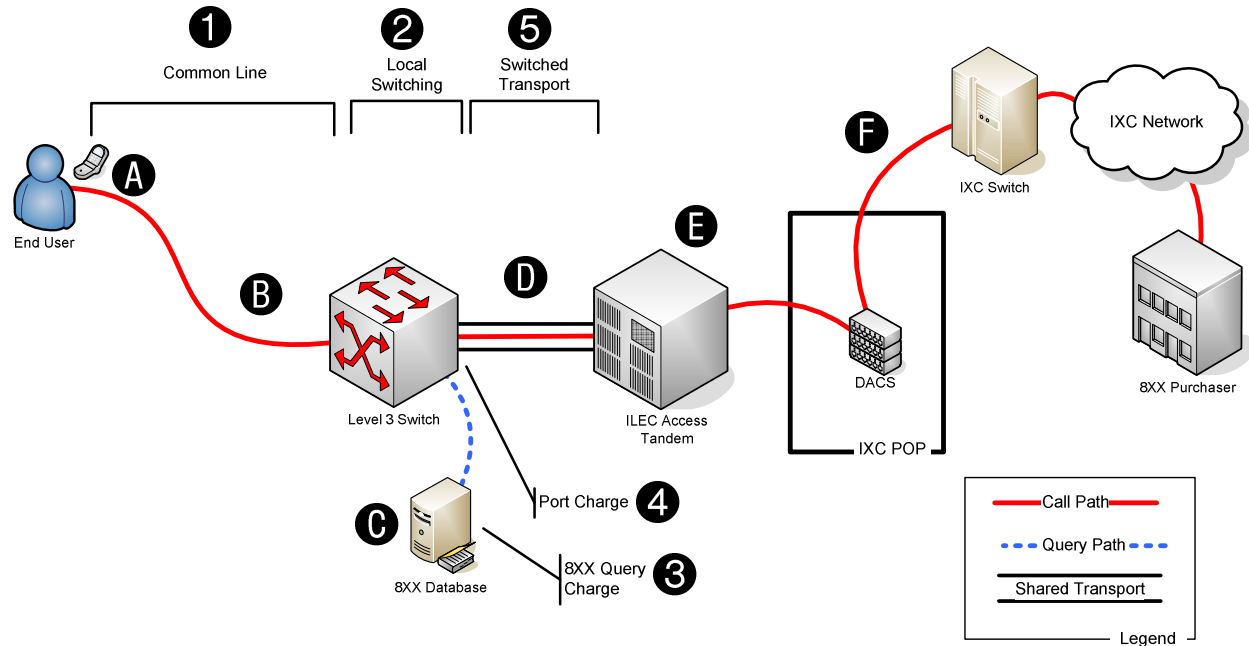 1
2
5
Common Line
Local
Switching
Switched
Transport
A
End User
B
Level 3 Switch
D
E
ILEC Access
Tandem
F
IXC Switch
IXC Network
8XX Purchaser
DACS
IXC POP
C
8XX Database
Port Charge
4
8XX Query
Charge
3
Call Path
Query Path
Shared Transport
Legend